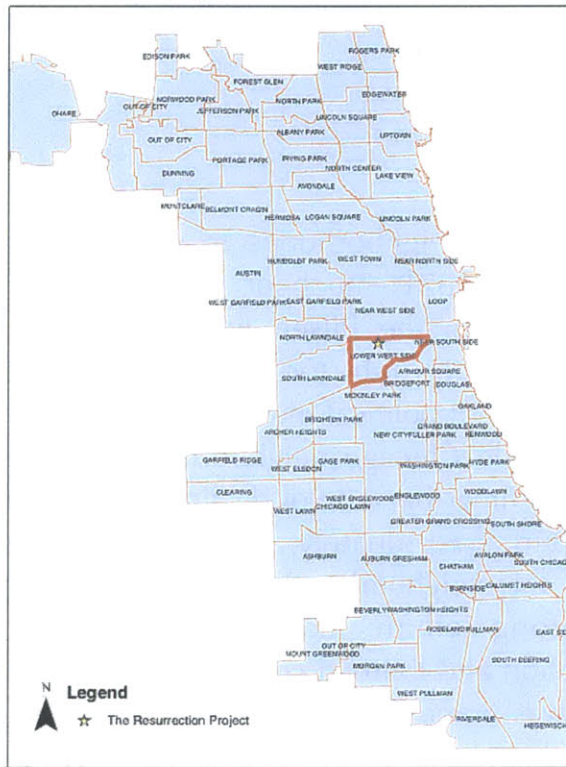 ROGERS PARK
EDISON PARK
WEST RIDGE
FOREST GLEN
NORWOOD PARK
NORTH PARK
EDGEWATER
OHARE
OUT OF CITY
JEFFERSON PARK
LINCOLN SQUARE
ALBANY PARK
UPTOWN
OUT OF CITY
PORTAGE PARK
IRVING PARK
NORTH CENTER
DUNNING
LAKE VIEW
AVONDALE
MONTCLARE
BELMONT CRAGIN
HERMOSA
LOGAN SQUARE
LINCOLN PARK
HUMBOLDT PARK
WEST TOWN
NEAR NORTH SIDE
AUSTIN
WEST GARFIELD PARK
EAST GARFIELD PARK
LOOP
NEAR WEST SIDE
NORTH LAWNDALE
NEAR SOUTH SIDE
LOWER WEST SIDE
ARMOUR SQUARE
SOUTH LAWNDALE
BRIDGEPORT
DOUGLAS
MCKINLEY PARK
OAKLAND
BRIGHTON PARK
GRAND BOULEVARD
ARCHER HEIGHTS
NEW CITY
FULLER PARK
KENWOOD
GARFIELD RIDGE
GAGE PARK
HYDE PARK
WEST ELSDON
WASHINGTON PARK
CLEARING
WOODLAWN
WEST ENGLEWOOD
ENGLEWOOD
WEST LAWN
CHICAGO LAWN
GREATER GRAND CROSSING
SOUTH SHORE
ASHBURN
AUBURN GRESHAM
AVALON PARK
SOUTH CHICAG
CHATHAM
BURNSIDE
CALUMET HEIGHTS
BEVERLY
WASHINGTON HEIGHTS
ROSELAND
PULLMAN
EAST SI
OUT OF CITY
MOUNT GREENWOOD
SOUTH DEERING
MORGAN PARK
WEST PULLMAN
RIVERDALE
HEGEWISCH
N
Legend
The Resurrection Project